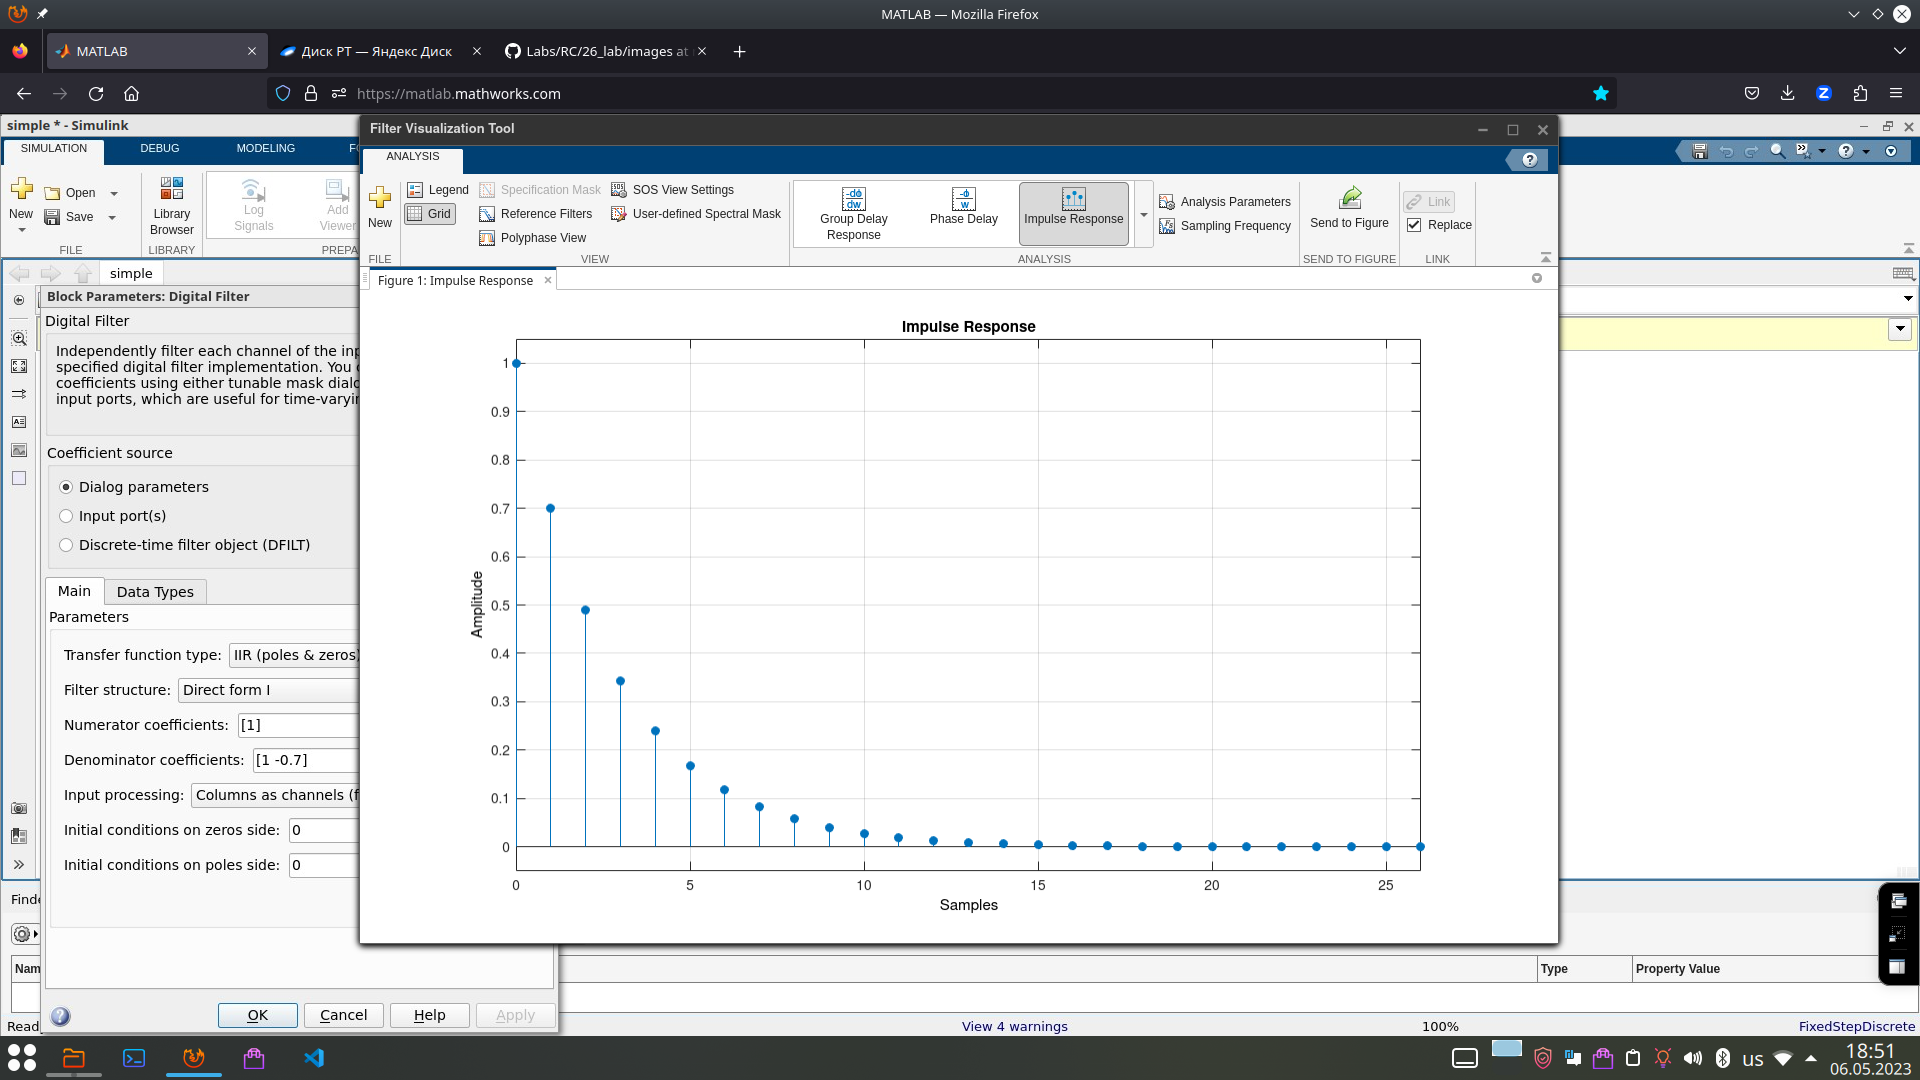 MATLAB — Mozilla Firefox
MATLAB
Диск РТ — Яндекс Диск
Labs/RC/26_lab/images at
https://matlab.mathworks.com
simple * - Simulink
SIMULATION
DEBUG
MODELING
New
Open
Save
FILE
Library
Browser
LIBRARY
Log
Signals
Add
Viewer
PREPA
simple
Block Parameters: Digital Filter
Digital Filter
Independently filter each channel of the inp
specified digital filter implementation. You
coefficients using either tunable mask dialo
input ports, which are useful for time-varyin
Coefficient source
Dialog parameters
Input port(s)
Discrete-time filter object (DFILT)
Main
Data Types
Parameters
Transfer function type: IIR (poles & zeros)
Filter structure: Direct form I
Numerator coefficients: [1]
Denominator coefficients: [1 -0.7]
Input processing: Columns as channels (f
Initial conditions on zeros side: 0
Initial conditions on poles side: 0
OK
Cancel
Help
Apply
Filter Visualization Tool
ANALYSIS
New
FILE
Legend
Grid
Specification Mask
Reference Filters
Polyphase View
SOS View Settings
User-defined Spectral Mask
VIEW
Group Delay
Response
Phase Delay
Impulse Response
Analysis Parameters
Sampling Frequency
ANALYSIS
Send to Figure
SEND TO FIGURE
Link
Replace
LINK
Figure 1: Impulse Response
Impulse Response
1
0.9
0.8
0.7
0.6
0.5
0.4
0.3
0.2
0.1
0
Amplitude
0
5
10
15
20
25
Samples
Type
Property Value
View 4 warnings
100%
FixedStepDiscrete
us
18:51
06.05.2023